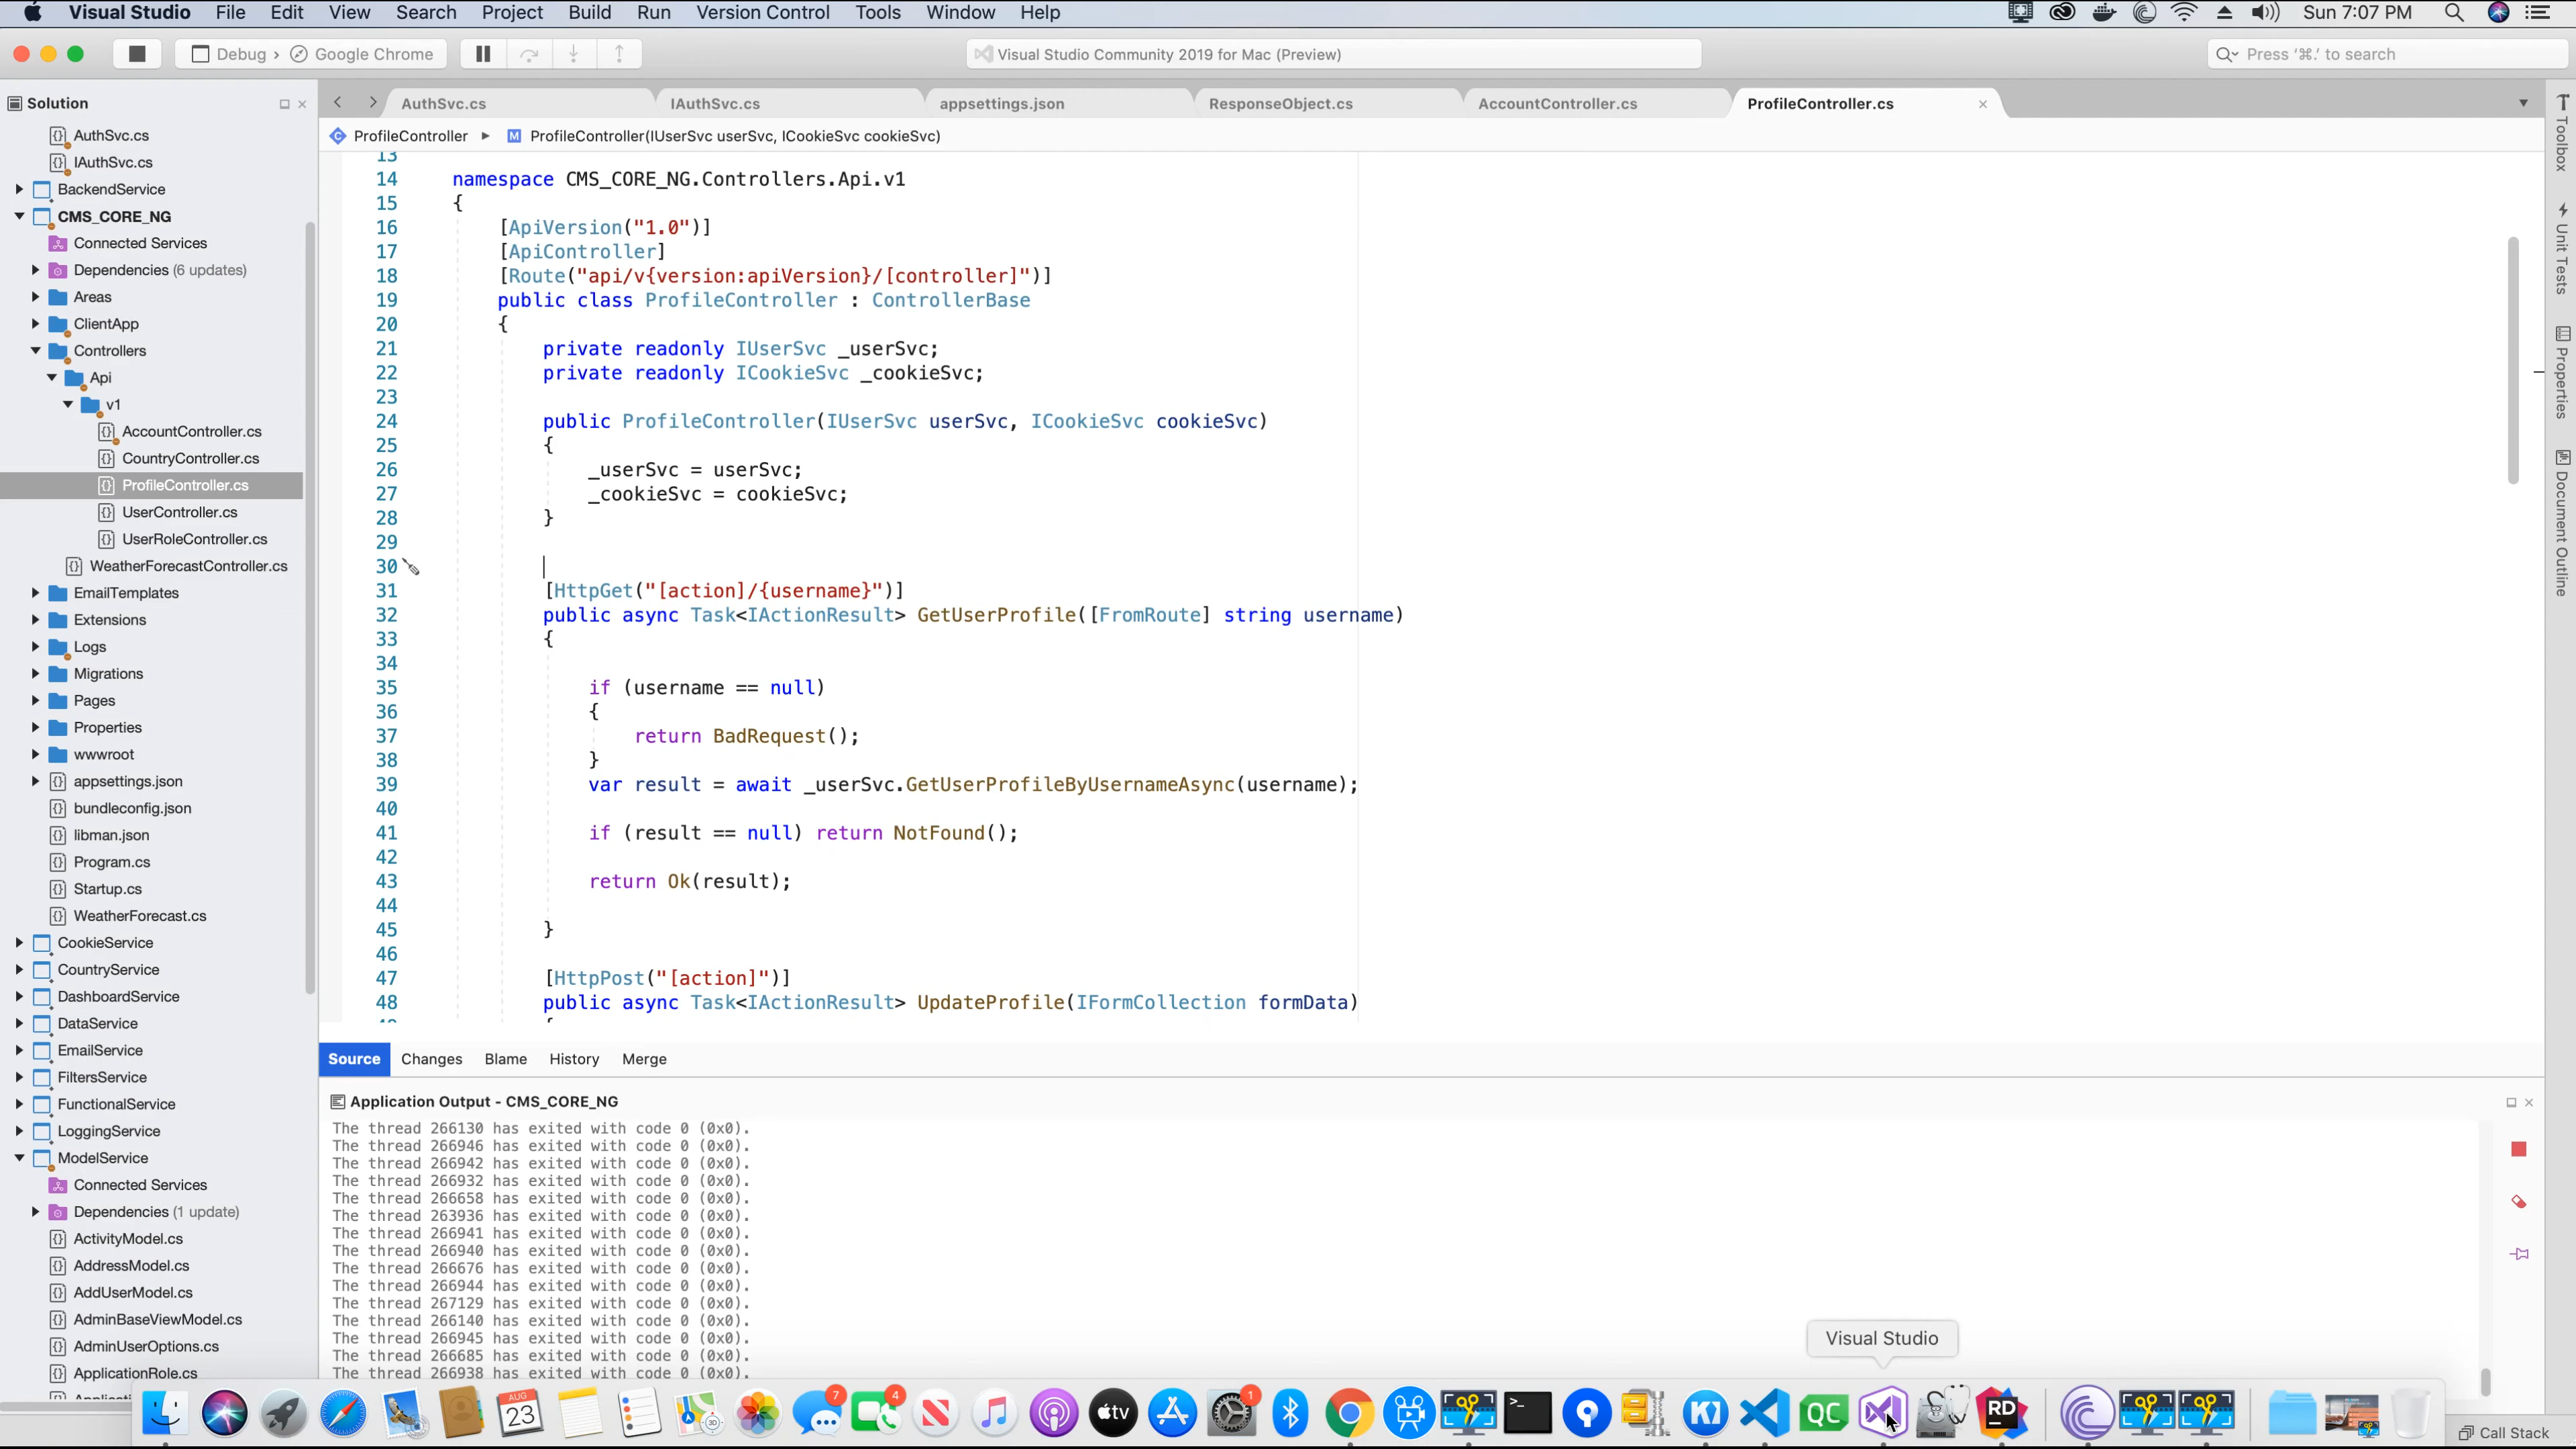 Visual Studio File Edit View Search Project Build Run Version Control Tools Window Help Sun 7:07 PM
Debug › Google Chrome Visual Studio Community 2019 for Mac (Preview) Press '⌘.' to search
Solution
AuthSvc.cs
IAuthSvc.cs
BackendService
CMS_CORE_NG
Connected Services
Dependencies (6 updates)
Areas
ClientApp
Controllers
Api
v1
AccountController.cs
CountryController.cs
ProfileController.cs
UserController.cs
UserRoleController.cs
WeatherForecastController.cs
EmailTemplates
Extensions
Logs
Migrations
Pages
Properties
wwwroot
appsettings.json
bundleconfig.json
libman.json
Program.cs
Startup.cs
WeatherForecast.cs
CookieService
CountryService
DashboardService
DataService
EmailService
FiltersService
FunctionalService
LoggingService
ModelService
Connected Services
Dependencies (1 update)
ActivityModel.cs
AddressModel.cs
AddUserModel.cs
AdminBaseViewModel.cs
AdminUserOptions.cs
ApplicationRole.cs
AuthSvc.cs IAuthSvc.cs appsettings.json ResponseObject.cs AccountController.cs ProfileController.cs
ProfileController ProfileController(IUserSvc userSvc, ICookieSvc cookieSvc)
13
14 namespace CMS_CORE_NG.Controllers.Api.v1
15 {
16 [ApiVersion("1.0")]
17 [ApiController]
18 [Route("api/v{version:apiVersion}/[controller]")]
19 public class ProfileController : ControllerBase
20 {
21 private readonly IUserSvc _userSvc;
22 private readonly ICookieSvc _cookieSvc;
23
24 public ProfileController(IUserSvc userSvc, ICookieSvc cookieSvc)
25 {
26 _userSvc = userSvc;
27 _cookieSvc = cookieSvc;
28 }
29
30
31 [HttpGet("[action]/{username}")]
32 public async Task<IActionResult> GetUserProfile([FromRoute] string username)
33 {
34
35 if (username == null)
36 {
37 return BadRequest();
38 }
39 var result = await _userSvc.GetUserProfileByUsernameAsync(username);
40
41 if (result == null) return NotFound();
42
43 return Ok(result);
44
45 }
46
47 [HttpPost("[action]")]
48 public async Task<IActionResult> UpdateProfile(IFormCollection formData)
Source Changes Blame History Merge
Application Output - CMS_CORE_NG
The thread 266130 has exited with code 0 (0x0).
The thread 266946 has exited with code 0 (0x0).
The thread 266942 has exited with code 0 (0x0).
The thread 266932 has exited with code 0 (0x0).
The thread 266658 has exited with code 0 (0x0).
The thread 263936 has exited with code 0 (0x0).
The thread 266941 has exited with code 0 (0x0).
The thread 266940 has exited with code 0 (0x0).
The thread 266676 has exited with code 0 (0x0).
The thread 266944 has exited with code 0 (0x0).
The thread 267129 has exited with code 0 (0x0).
The thread 266140 has exited with code 0 (0x0).
The thread 266945 has exited with code 0 (0x0).
The thread 266685 has exited with code 0 (0x0).
The thread 266938 has exited with code 0 (0x0).
Toolbox
Unit Tests
Properties
Document Outline
Visual Studio
AUG
23
7
4
tv
1
QC
RD
Call Stack